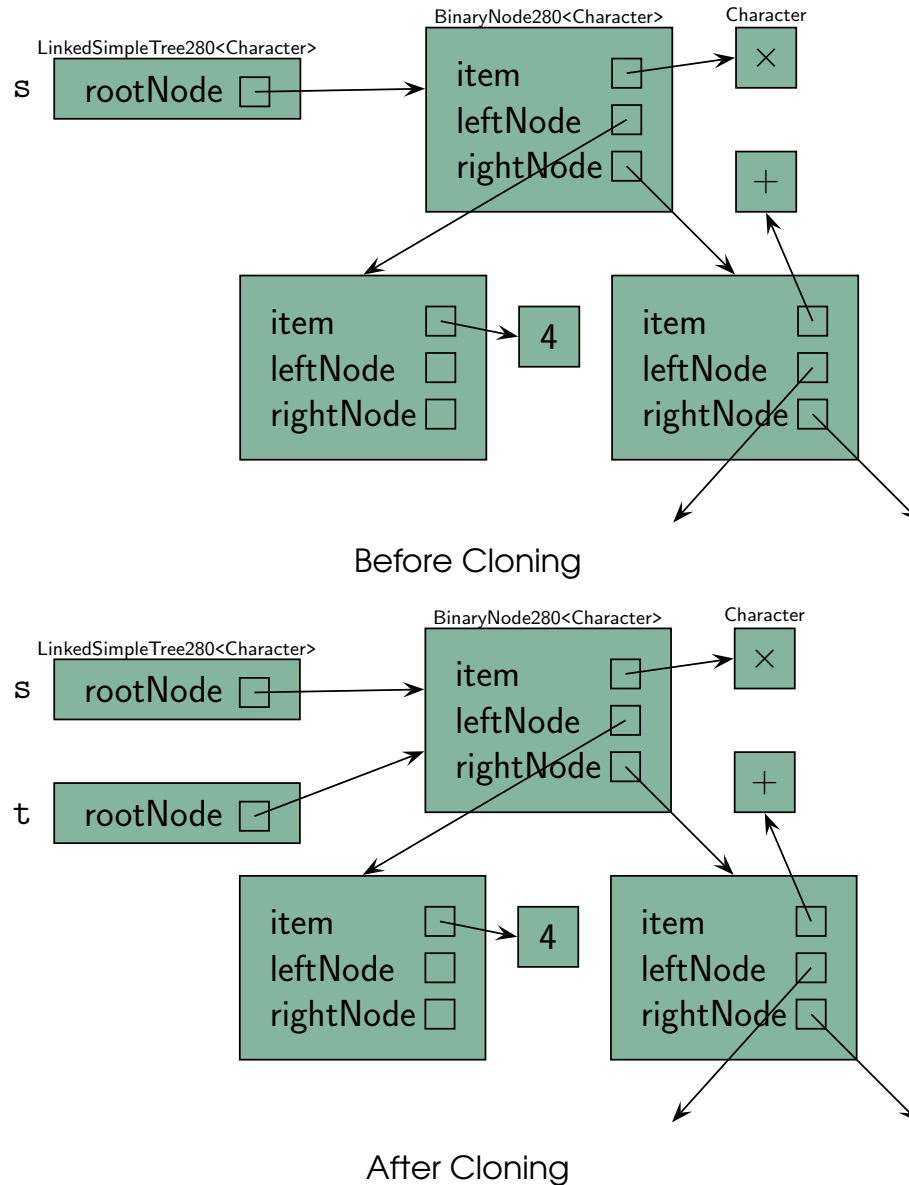 BinaryNode280<Character>
Character
LinkedSimpleTree280<Character>
s
rootNode
item
leftNode
rightNode
×
+
item
leftNode
rightNode
4
item
leftNode
rightNode
Before Cloning
BinaryNode280<Character>
Character
LinkedSimpleTree280<Character>
s
rootNode
item
leftNode
rightNode
×
t
rootNode
+
item
leftNode
rightNode
4
item
leftNode
rightNode
After Cloning